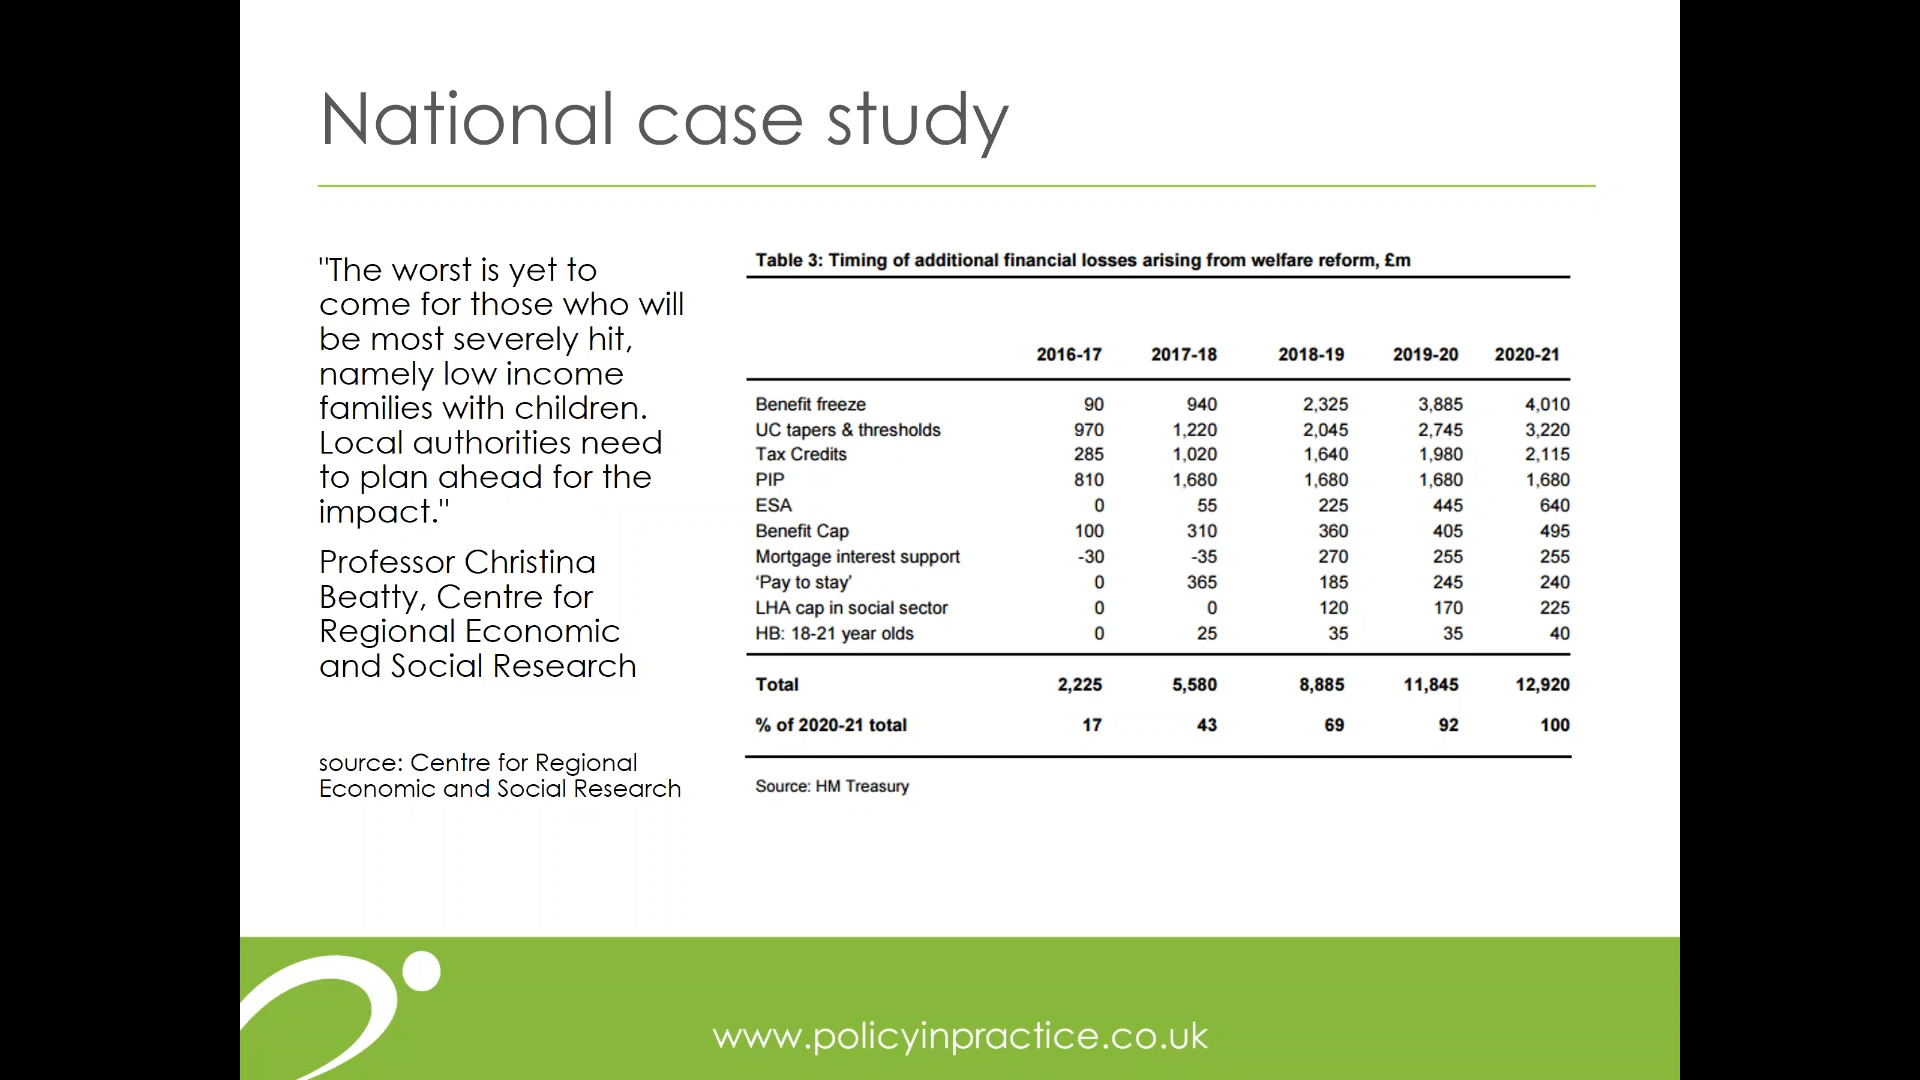 National case study
"The worst is yet to
come for those who will
be most severely hit,
namely low income
families with children.
Local authorities need
to plan ahead for the
impact."
Professor Christina
Beatty, Centre for
Regional Economic
and Social Research
source: Centre for Regional
Economic and Social Research
Table 3: Timing of additional financial losses arising from welfare reform, £m
2016-17 2017-18 2018-19 2019-20 2020-21
Benefit freeze 90 940 2,325 3,885 4,010
UC tapers & thresholds 970 1,220 2,045 2,745 3,220
Tax Credits 285 1,020 1,640 1,980 2,115
PIP 810 1,680 1,680 1,680 1,680
ESA 0 55 225 445 640
Benefit Cap 100 310 360 405 495
Mortgage interest support -30 -35 270 255 255
‘Pay to stay’ 0 365 185 245 240
LHA cap in social sector 0 0 120 170 225
HB: 18-21 year olds 0 25 35 35 40
Total 2,225 5,580 8,885 11,845 12,920
% of 2020-21 total 17 43 69 92 100
Source: HM Treasury
www.policyinpractice.co.uk